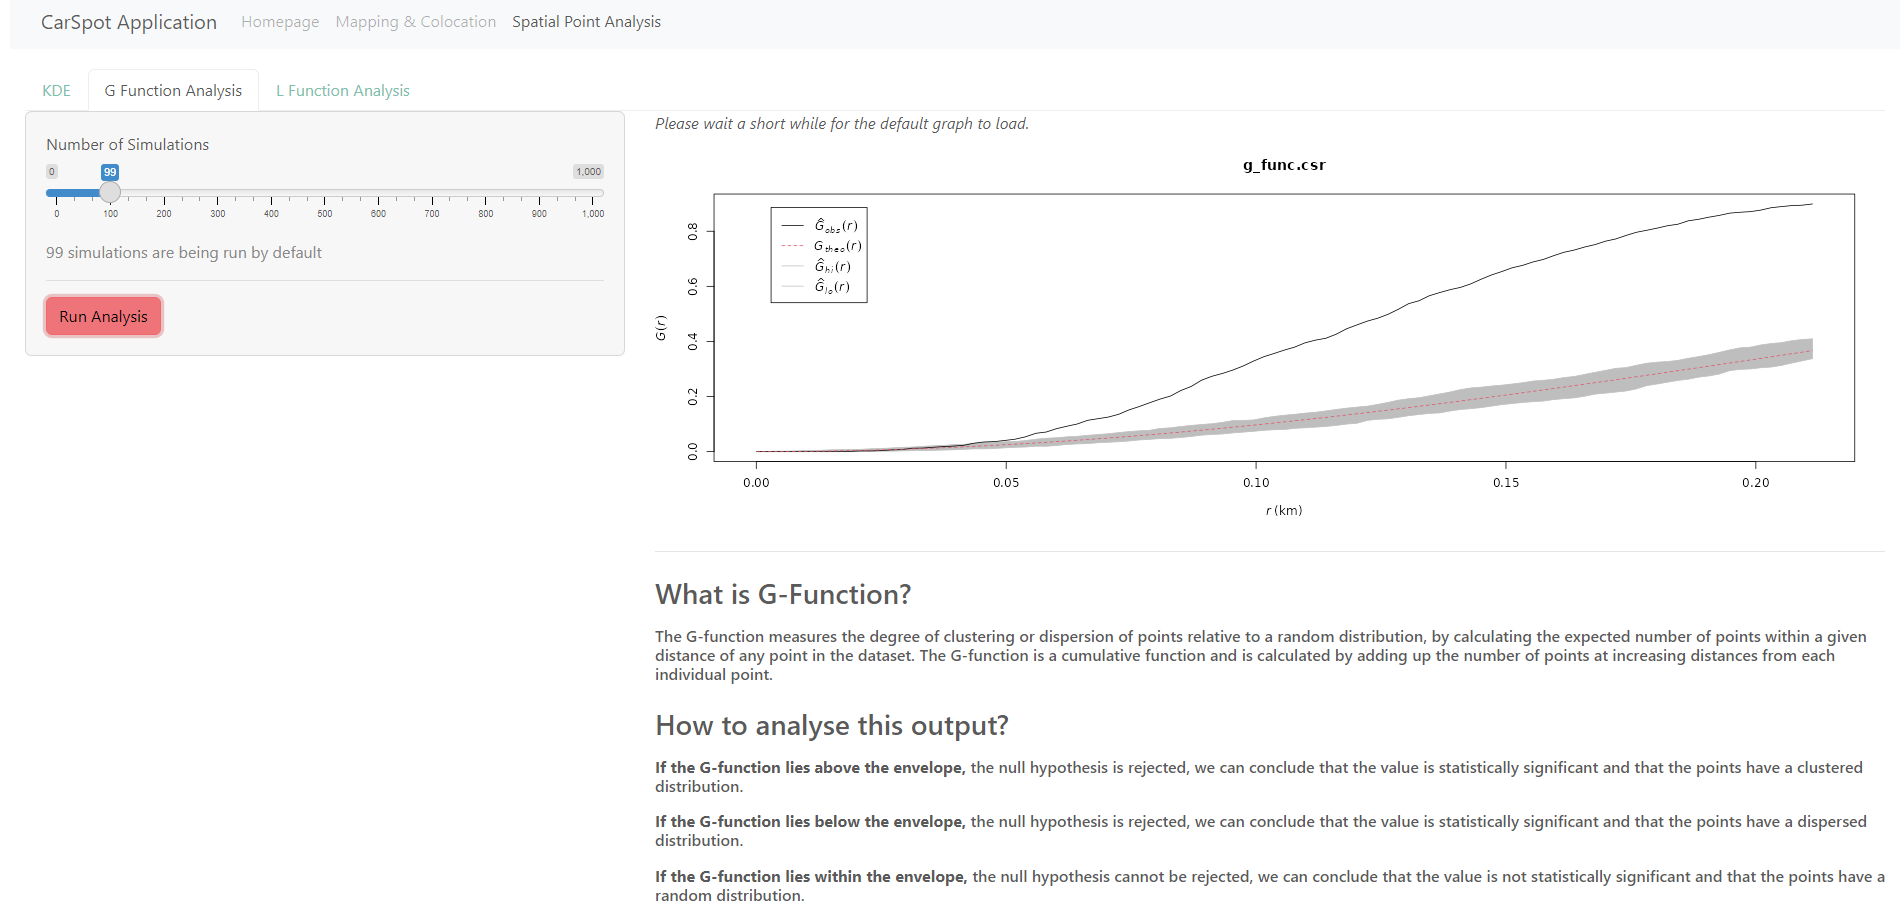 CarSpot Application Homepage Mapping & Colocation Spatial Point Analysis
KDE G Function Analysis L Function Analysis
Number of Simulations
0 99 1,000
0 100 200 300 400 500 600 700 800 900 1,000
99 simulations are being run by default
Run Analysis
Please wait a short while for the default graph to load.
g_func.csr
Ĝobs(r)
Gtheo(r)
Ĝhi(r)
Ĝlo(r)
G(r)
0.8
0.6
0.4
0.2
0.0
0.00 0.05 0.10 0.15 0.20
r (km)
What is G-Function?
The G-function measures the degree of clustering or dispersion of points relative to a random distribution, by calculating the expected number of points within a given
distance of any point in the dataset. The G-function is a cumulative function and is calculated by adding up the number of points at increasing distances from each
individual point.
How to analyse this output?
If the G-function lies above the envelope, the null hypothesis is rejected, we can conclude that the value is statistically significant and that the points have a clustered
distribution.
If the G-function lies below the envelope, the null hypothesis is rejected, we can conclude that the value is statistically significant and that the points have a dispersed
distribution.
If the G-function lies within the envelope, the null hypothesis cannot be rejected, we can conclude that the value is not statistically significant and that the points have a
random distribution.